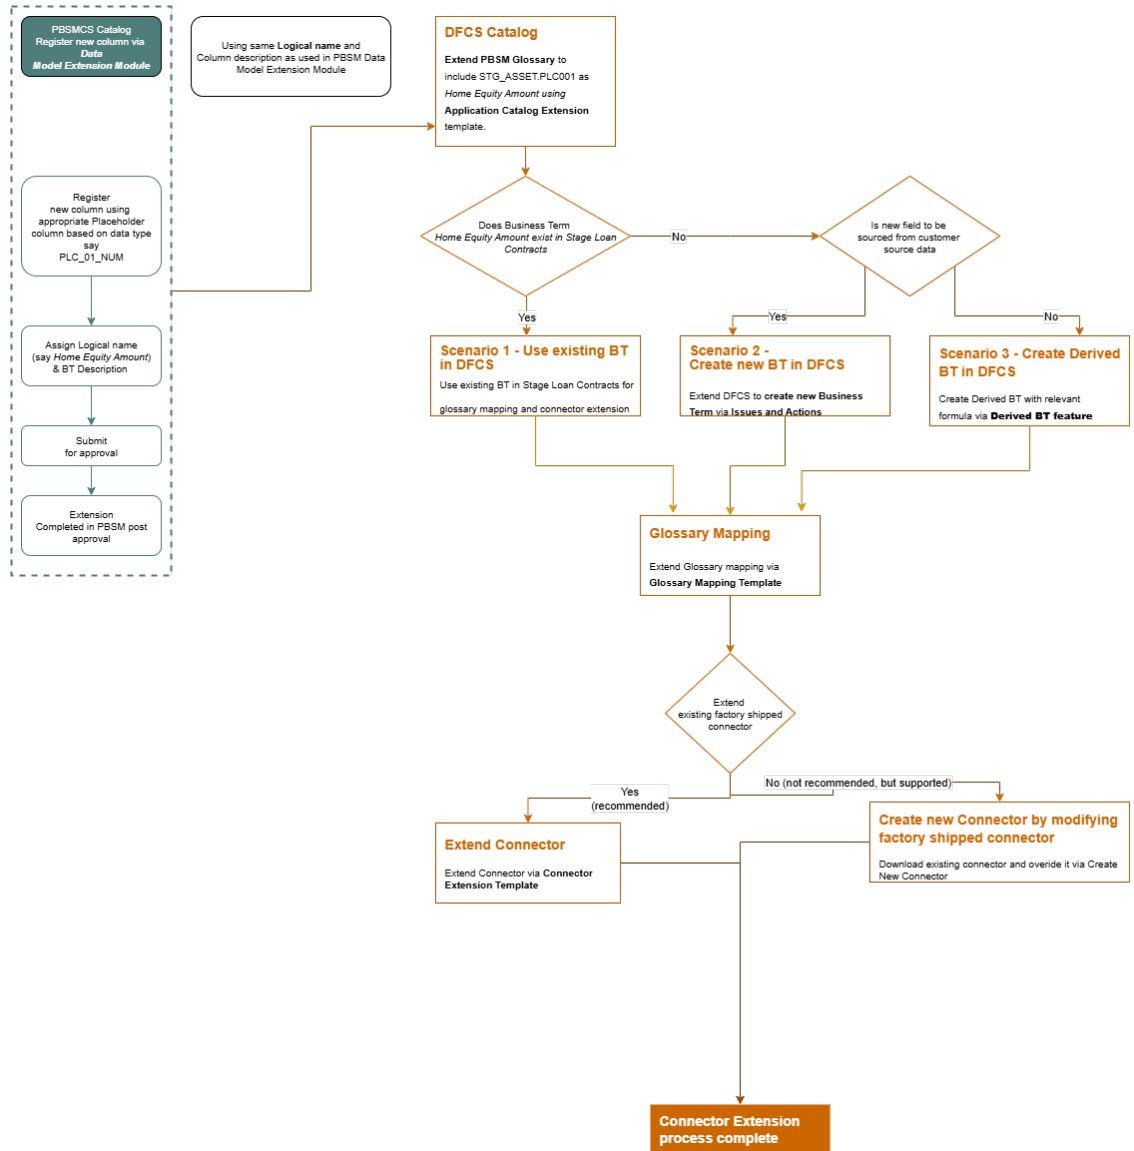 PBSMCS Catalog
Register new column via
Data
Model Extension Module
Using same Logical name and
Column description as used in PBSM Data
Model Extension Module
DFCS Catalog
Extend PBSM Glossary to
include STG_ASSET.PLC001 as
Home Equity Amount using
Application Catalog Extension
template.
Register
new column using
appropriate Placeholder
column based on data type
say
PLC_01_NUM
Does Business Term
Home Equity Amount exist in Stage Loan
Contracts
No
Is new field to be
sourced from customer
source data
Yes
Yes
No
Assign Logical name
(say Home Equity Amount)
& BT Description
Scenario 1 - Use existing BT
in DFCS
Use existing BT in Stage Loan Contracts for
glossary mapping and connector extension
Scenario 2 -
Create new BT in DFCS
Extend DFCS to create new Business
Term via Issues and Actions
Scenario 3 - Create Derived
BT in DFCS
Create Derived BT with relevant
formula via Derived BT feature
Submit
for approval
Extension
Completed in PBSM post
approval
Glossary Mapping
Extend Glossary mapping via
Glossary Mapping Template
Extend
existing factory shipped
connector
Yes
(recommended)
No (not recommended, but supported)
Extend Connector
Extend Connector via Connector
Extension Template
Create new Connector by modifying
factory shipped connector
Download existing connector and overide it via Create
New Connector
Connector Extension
process complete